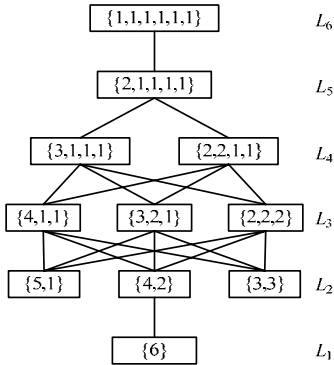 {1,1,1,1,1,1} L6
{2,1,1,1,1} L5
{3,1,1,1} {2,2,1,1} L4
{4,1,1} {3,2,1} {2,2,2} L3
{5,1} {4,2} {3,3} L2
{6} L1